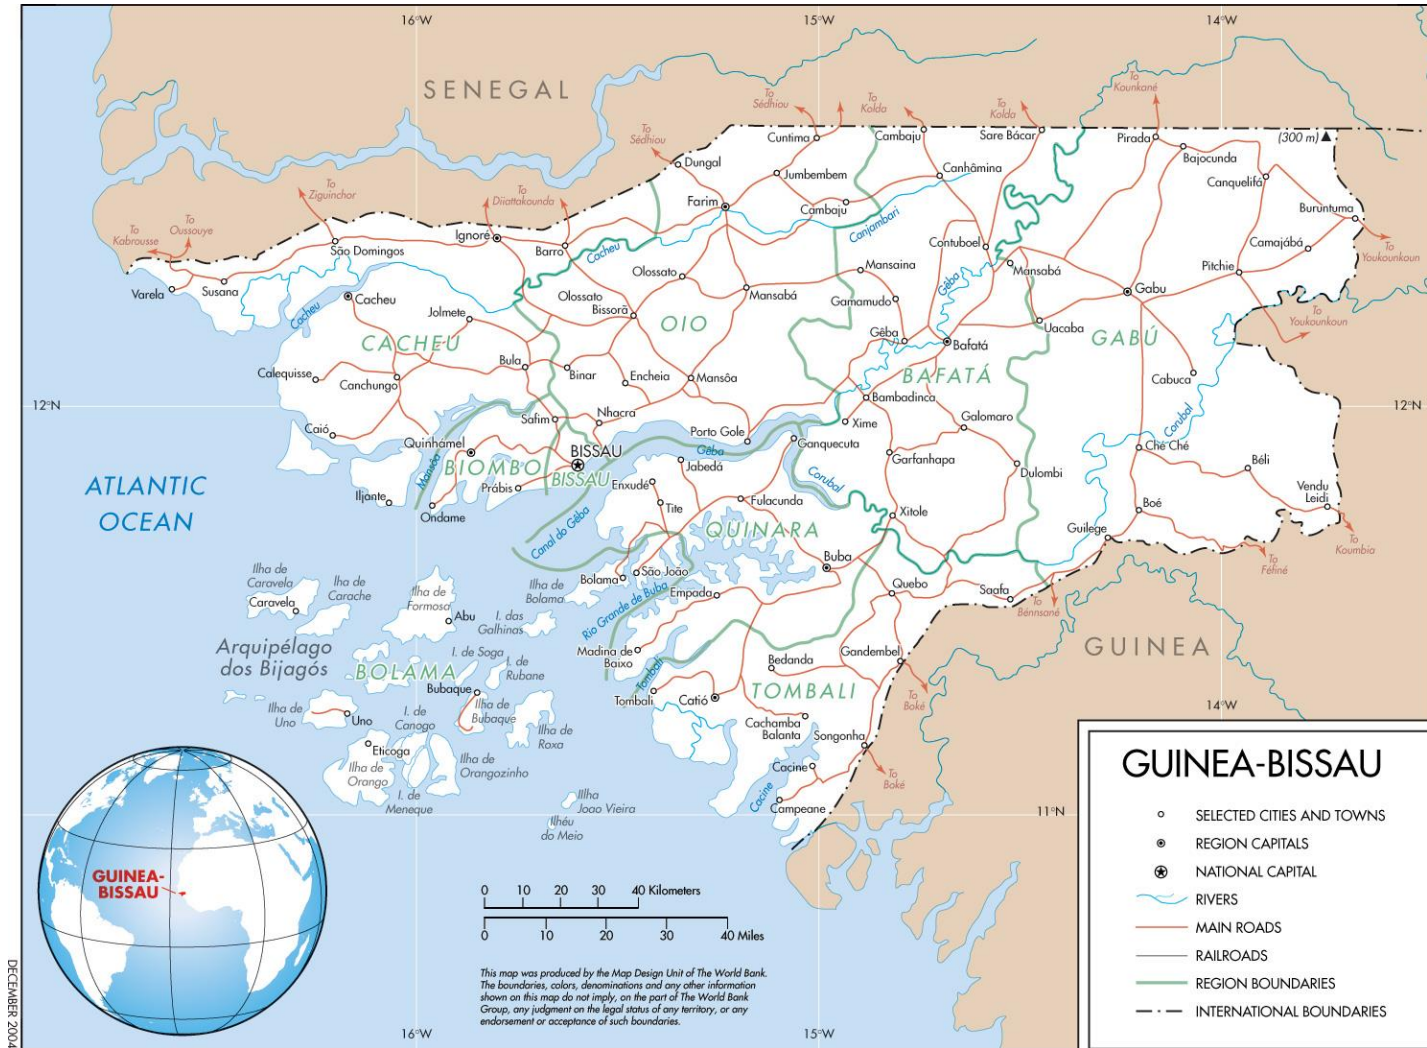 16°W
15°W
14°W
SENEGAL
To
Sédhiou
To
Kolda
To
Kolda
To
Kounkané
To
Sédhiou
Cuntima
Cambaju
Sare Bácar
Pirada
(300 m)
Bajocunda
Dungal
Jumbembem
Canhâmina
Canquelifá
To
Ziguinchor
To
Diiattakounda
Farim
Cambaju
Canjambari
Buruntuma
To
Oussouye
To
Kabrousse
São Domingos
Ignore
Barro
Cacheu
Contuboel
Camajábá
To
Youkounkoun
Varela
Susana
Cacheu
Cacheu
Olossato
Mansaina
Gêba
Mansabá
Pitchie
Olossato
Mansabá
Gamamudo
Gabu
Jolmete
Bissorã
OIO
Uacaba
GABÚ
To
Youkounkoun
CACHEU
Gêba
Bafatá
Bula
Binar
Encheia
Mansôa
BAFATÁ
Cabuca
Calequisse
Canchungo
Bambadinca
12°N
12°N
Corubal
Caió
Safim
Nhacra
Porto Gole
Xime
Galomaro
Quinhámel
BISSAU
Gêba
Ganquecuta
Ché Ché
BIOMBO
BISSAU
Jabedá
Garfanhapa
Dulombi
Béli
Mansôa
Prábis
Enxudé
Corubal
Vendu
Leidi
ATLANTIC
OCEAN
Iljante
Ondame
Tite
Fulacunda
Xitole
Boé
Canal do Gêba
QUINARA
Guilege
To
Koumbia
Buba
To
Féfiné
Ilha de
Caravela
Ilha de
Carache
Ilha de
Formosa
Ilha de
Bolama
Bolama
São João
Empada
Quebo
Saafa
Caravela
Abu
I. das
Galhinas
Rio Grande de Buba
To
Bénnsané
Arquipélago
dos Bijagós
BOLAMA
I. de Soga
I. de
Rubane
Madina de
Baixo
Tombali
Bedanda
Gandembel
GUINEA
Bubaque
Tombali
Catió
TOMBALI
To
Boké
Ilha de
Uno
Uno
I. de
Canogo
Ilha de
Bubaque
Ilha de
Roxa
Cachamba
Balanta
Songonha
14°W
Eticoga
Ilha de
Orango
Ilha de
Orangozinho
Cacine
To
Boké
I. de
Meneque
Ilha
Joao Vieira
Cacine
Campeane
Ilhéu
do Meio
11°N
GUINEA-
BISSAU
0 10 20 30 40 Kilometers
0 10 20 30 40 Miles
This map was produced by the Map Design Unit of The World Bank.
The boundaries, colors, denominations and any other information
shown on this map do not imply, on the part of The World Bank
Group, any judgment on the legal status of any territory, or any
endorsement or acceptance of such boundaries.
GUINEA-BISSAU
SELECTED CITIES AND TOWNS
REGION CAPITALS
NATIONAL CAPITAL
RIVERS
MAIN ROADS
RAILROADS
REGION BOUNDARIES
INTERNATIONAL BOUNDARIES
16°W
15°W
DECEMBER 2004